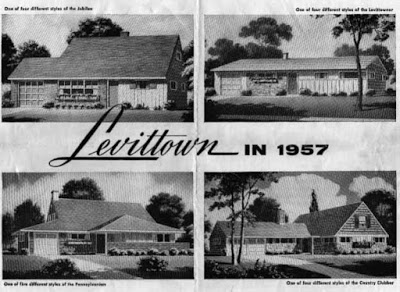 One of four different styles of the Jubilee
One of four different styles of the Levittowner
Levittown IN 1957
One of five different styles of the Pennsylvanian
One of four different styles of the Country Clubber